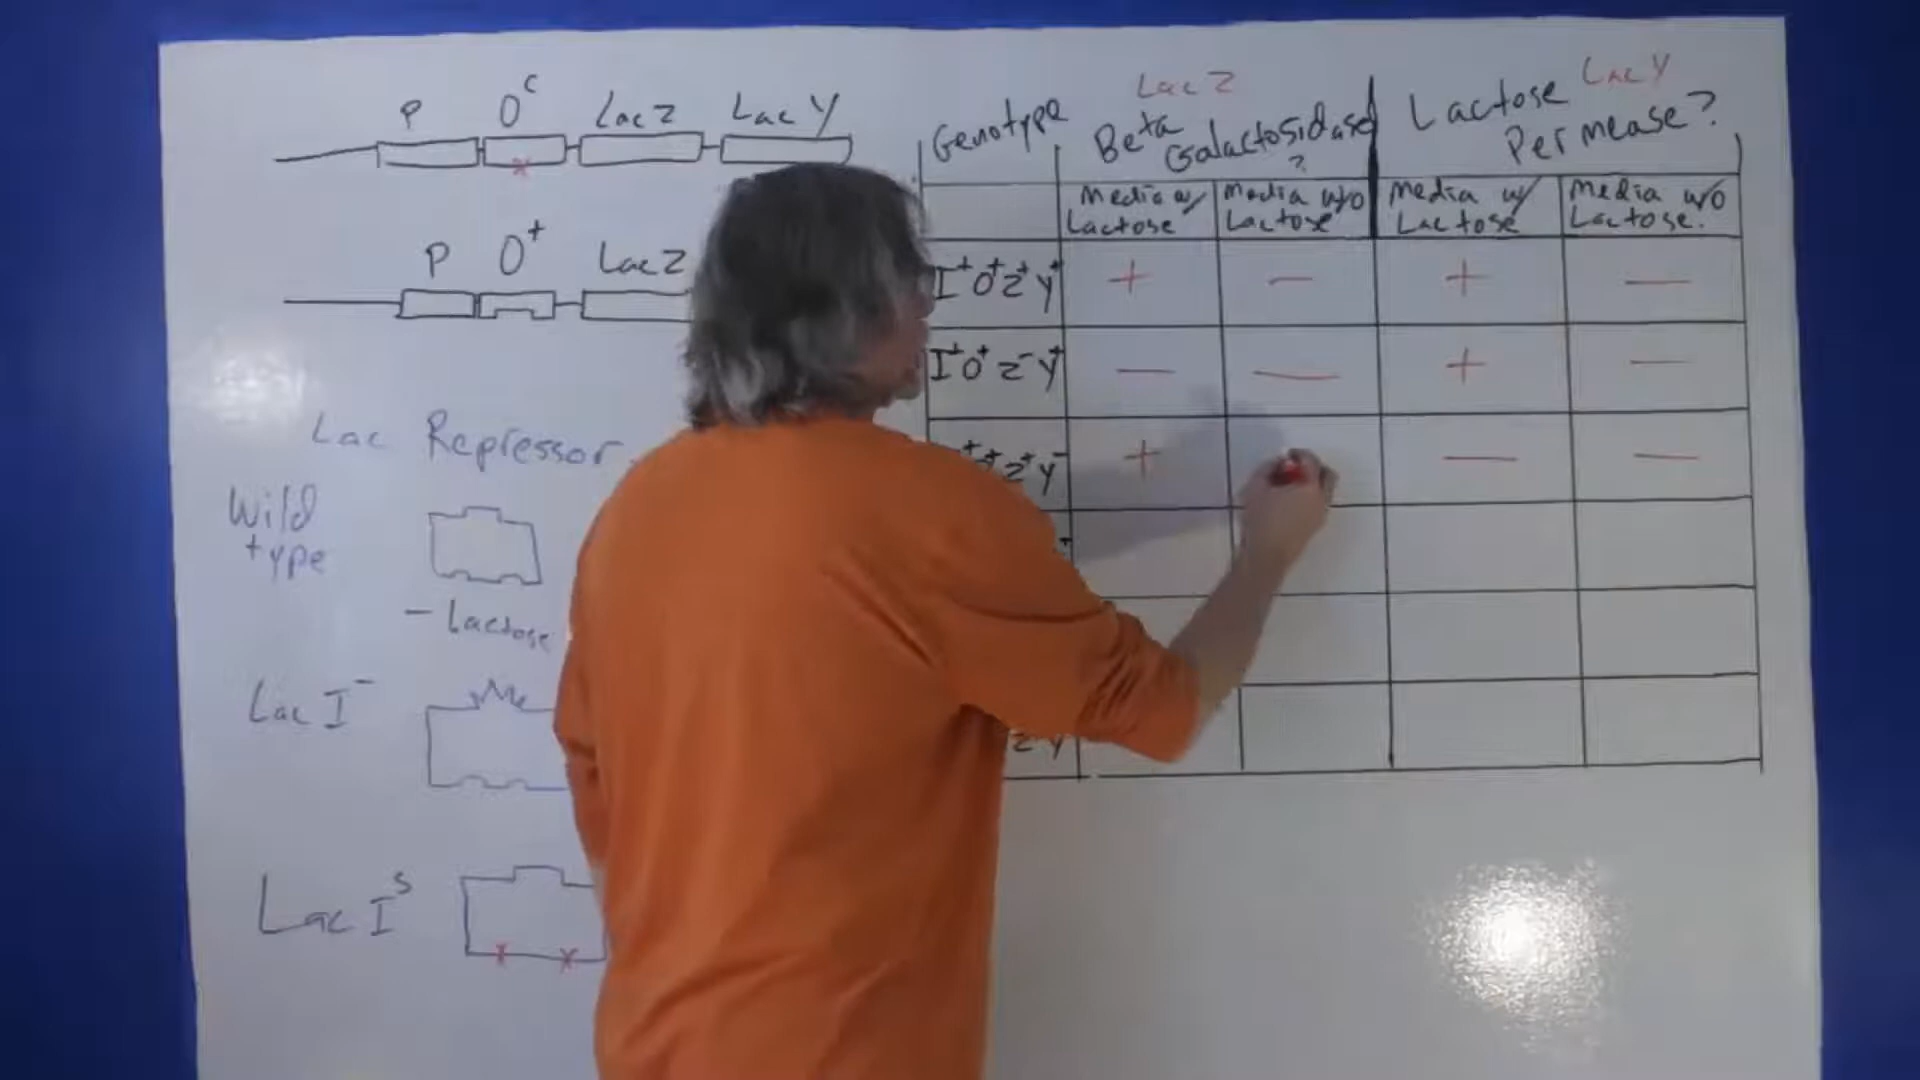 P O^c Lac Z Lac Y
P O^+ Lac Z
Lac Repressor
Wild
type
- Lactose
Lac I^-
Lac I^s
Lac Z
Lac Y
Genotype
Beta
Galactosidase
?
Lactose
Permease?
Media w/
Lactose
Media w/o
Lactose
Media w/
Lactose
Media w/o
Lactose.
I^+ O^+ Z^+ Y^+ + - + -
I^+ O^+ Z^- Y^+ - - + -
Z^+ Y^- + - -
Z Y